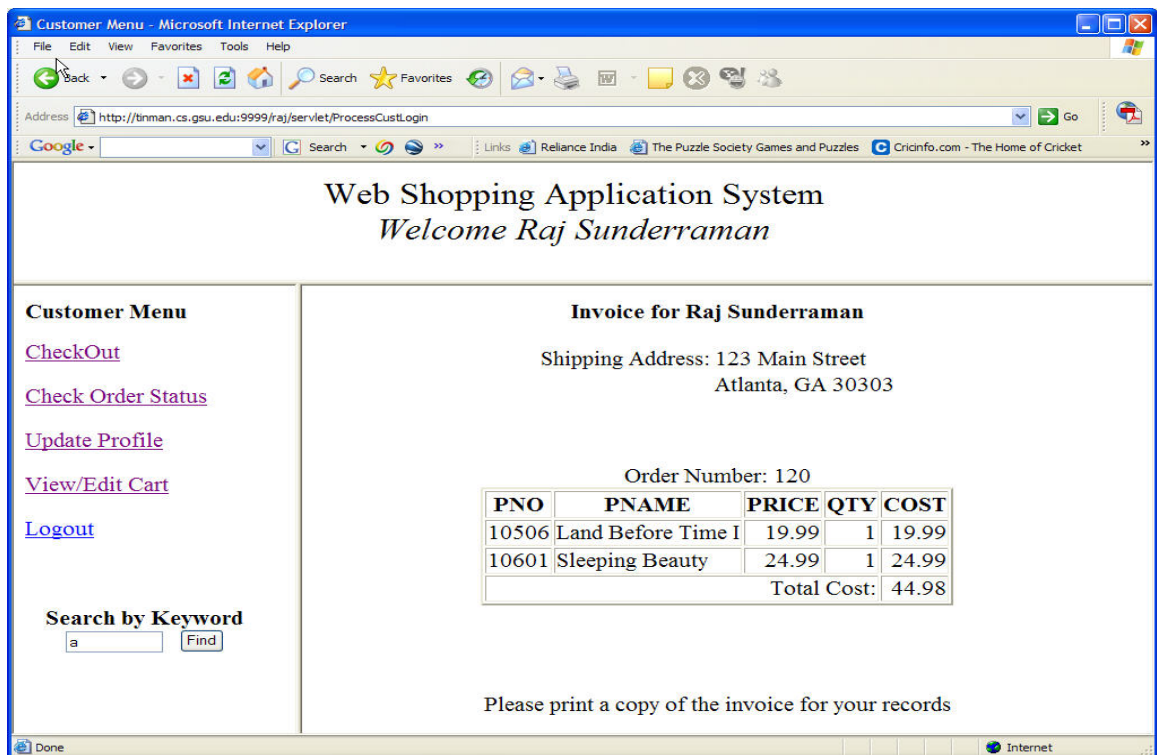 Customer Menu - Microsoft Internet Explorer
File Edit View Favorites Tools Help
Back Search Favorites
Address http://tinman.cs.gsu.edu:9999/raj/servlet/ProcessCustLogin Go
Google Search » Links Reliance India The Puzzle Society Games and Puzzles Cricinfo.com - The Home of Cricket »
Web Shopping Application System
Welcome Raj Sunderraman
Customer Menu
CheckOut
Check Order Status
Update Profile
View/Edit Cart
Logout
Search by Keyword
a Find
Invoice for Raj Sunderraman
Shipping Address: 123 Main Street
Atlanta, GA 30303
Order Number: 120
PNO PNAME PRICE QTY COST
10506 Land Before Time I 19.99 1 19.99
10601 Sleeping Beauty 24.99 1 24.99
Total Cost: 44.98
Please print a copy of the invoice for your records
Done Internet